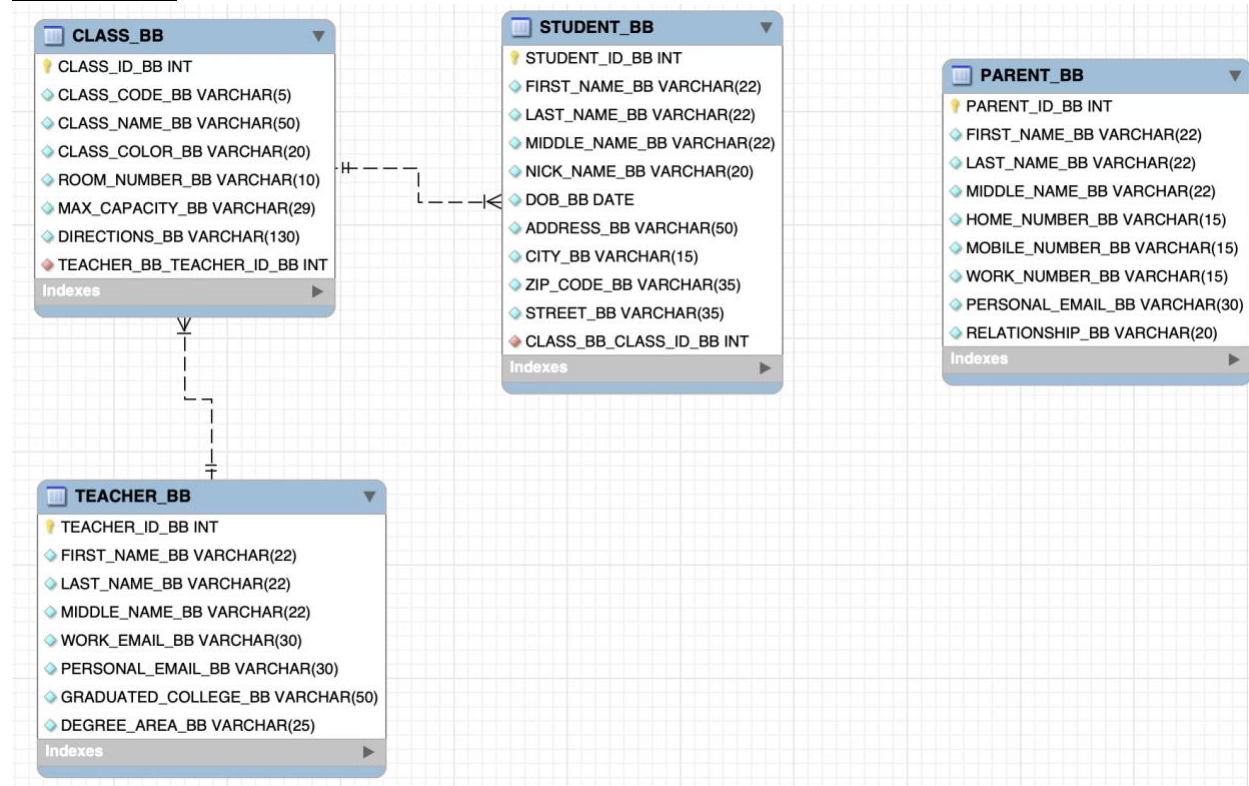 CLASS_BB
CLASS_ID_BB INT
CLASS_CODE_BB VARCHAR(5)
CLASS_NAME_BB VARCHAR(50)
CLASS_COLOR_BB VARCHAR(20)
ROOM_NUMBER_BB VARCHAR(10)
MAX_CAPACITY_BB VARCHAR(29)
DIRECTIONS_BB VARCHAR(130)
TEACHER_BB_TEACHER_ID_BB INT
Indexes
STUDENT_BB
STUDENT_ID_BB INT
FIRST_NAME_BB VARCHAR(22)
LAST_NAME_BB VARCHAR(22)
MIDDLE_NAME_BB VARCHAR(22)
NICK_NAME_BB VARCHAR(20)
DOB_BB DATE
ADDRESS_BB VARCHAR(50)
CITY_BB VARCHAR(15)
ZIP_CODE_BB VARCHAR(35)
STREET_BB VARCHAR(35)
CLASS_BB_CLASS_ID_BB INT
Indexes
PARENT_BB
PARENT_ID_BB INT
FIRST_NAME_BB VARCHAR(22)
LAST_NAME_BB VARCHAR(22)
MIDDLE_NAME_BB VARCHAR(22)
HOME_NUMBER_BB VARCHAR(15)
MOBILE_NUMBER_BB VARCHAR(15)
WORK_NUMBER_BB VARCHAR(15)
PERSONAL_EMAIL_BB VARCHAR(30)
RELATIONSHIP_BB VARCHAR(20)
Indexes
TEACHER_BB
TEACHER_ID_BB INT
FIRST_NAME_BB VARCHAR(22)
LAST_NAME_BB VARCHAR(22)
MIDDLE_NAME_BB VARCHAR(22)
WORK_EMAIL_BB VARCHAR(30)
PERSONAL_EMAIL_BB VARCHAR(30)
GRADUATED_COLLEGE_BB VARCHAR(50)
DEGREE_AREA_BB VARCHAR(25)
Indexes